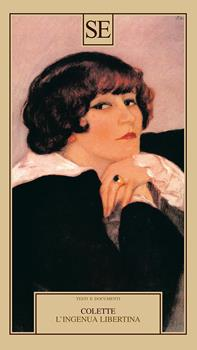 SE
TESTI E DOCUMENTI
COLETTE
L'INGENUA LIBERTINA